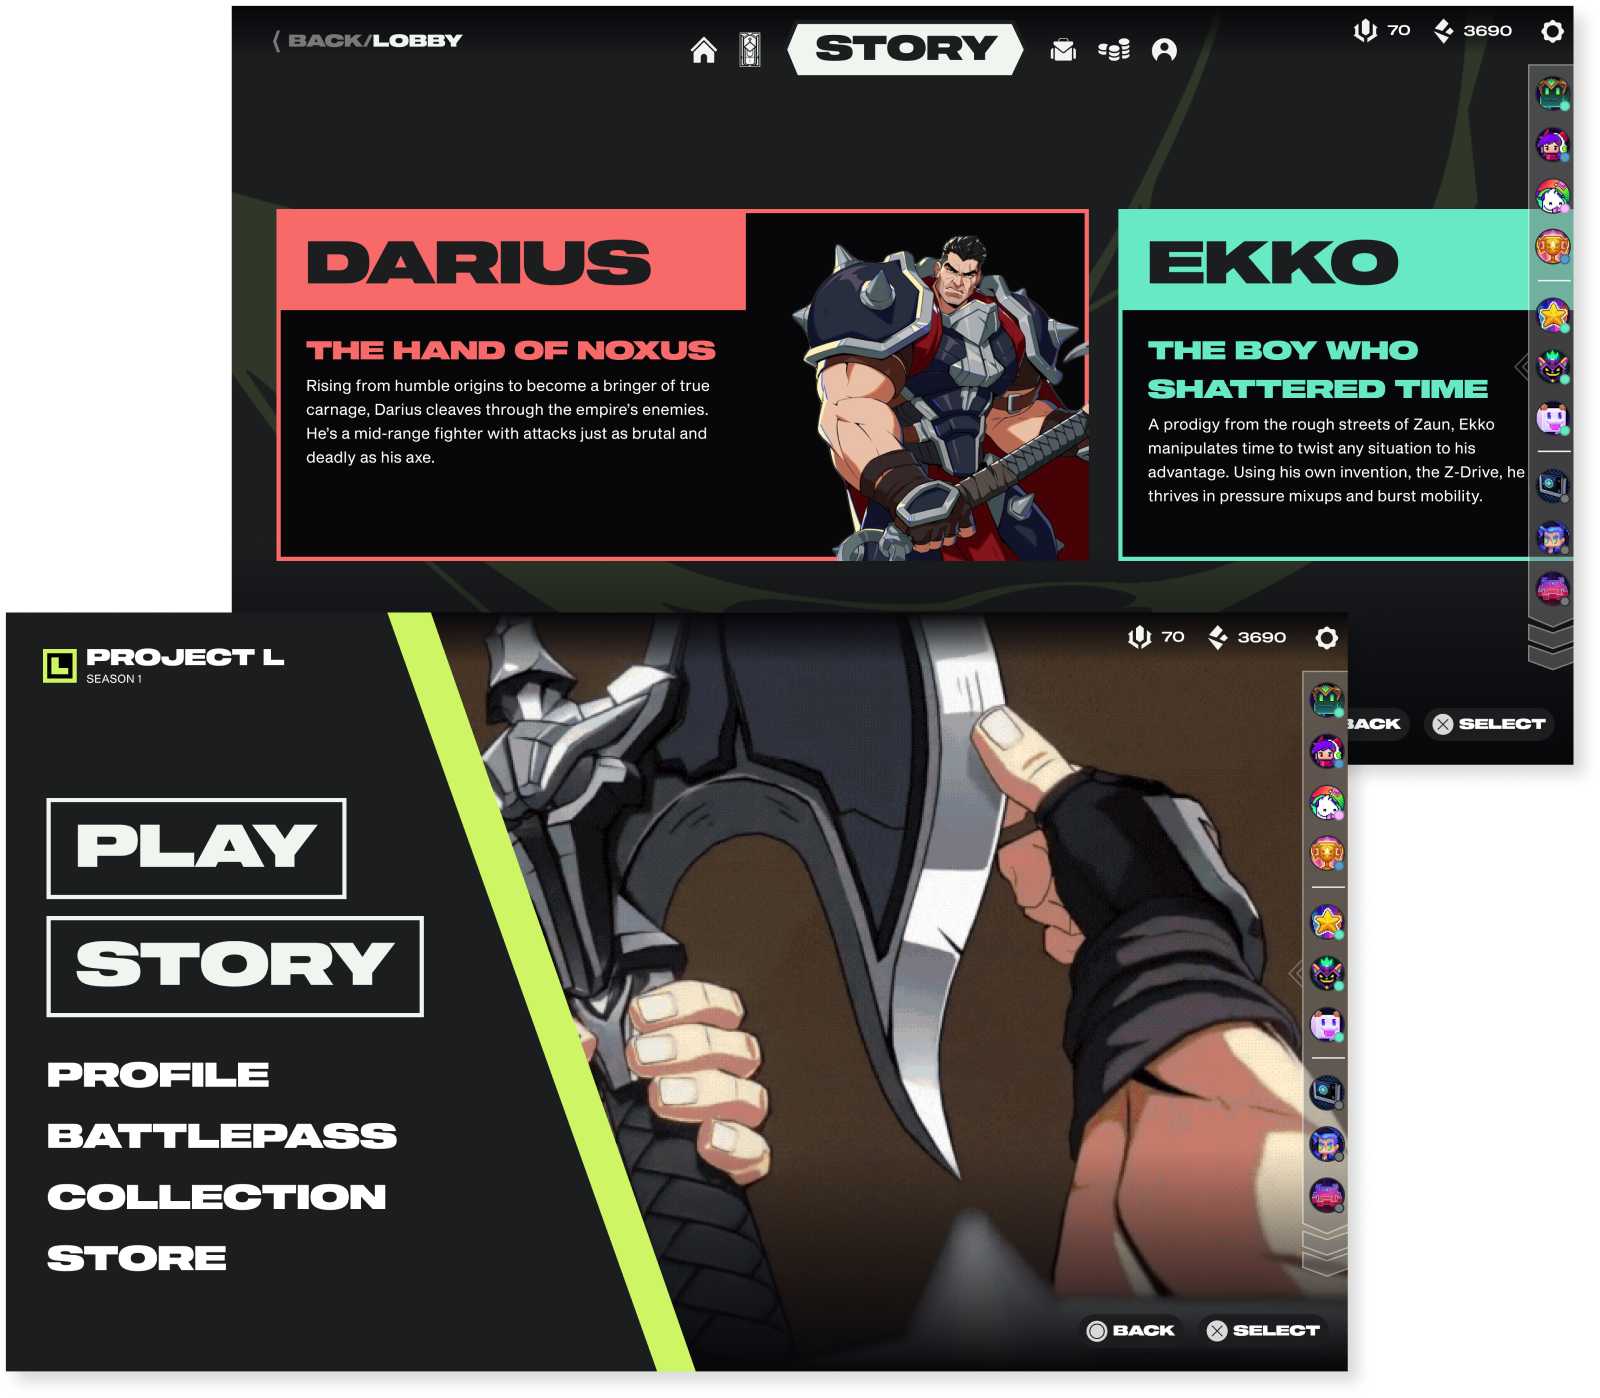 BACK/LOBBY
STORY
70
3690
DARIUS
THE HAND OF NOXUS
Rising from humble origins to become a bringer of true
carnage, Darius cleaves through the empire's enemies.
He's a mid-range fighter with attacks just as brutal and
deadly as his axe.
EKKO
THE BOY WHO
SHATTERED TIME
A prodigy from the rough streets of Zaun, Ekko
manipulates time to twist any situation to his
advantage. Using his own invention, the Z-Drive, he
thrives in pressure mixups and burst mobility.
BACK
SELECT
L
PROJECT L
SEASON 1
70
3690
PLAY
STORY
PROFILE
BATTLEPASS
COLLECTION
STORE
BACK
SELECT